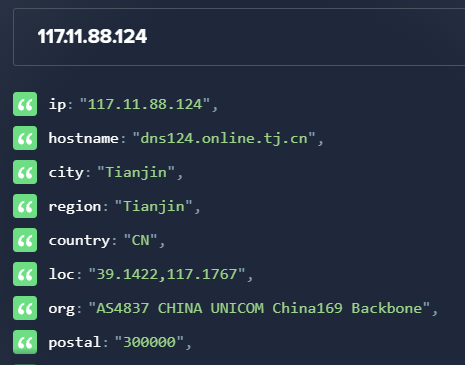 117.11.88.124
ip: "117.11.88.124",
hostname: "dns124.online.tj.cn",
city: "Tianjin",
region: "Tianjin",
country: "CN",
loc: "39.1422,117.1767",
org: "AS4837 CHINA UNICOM China169 Backbone",
postal: "300000",